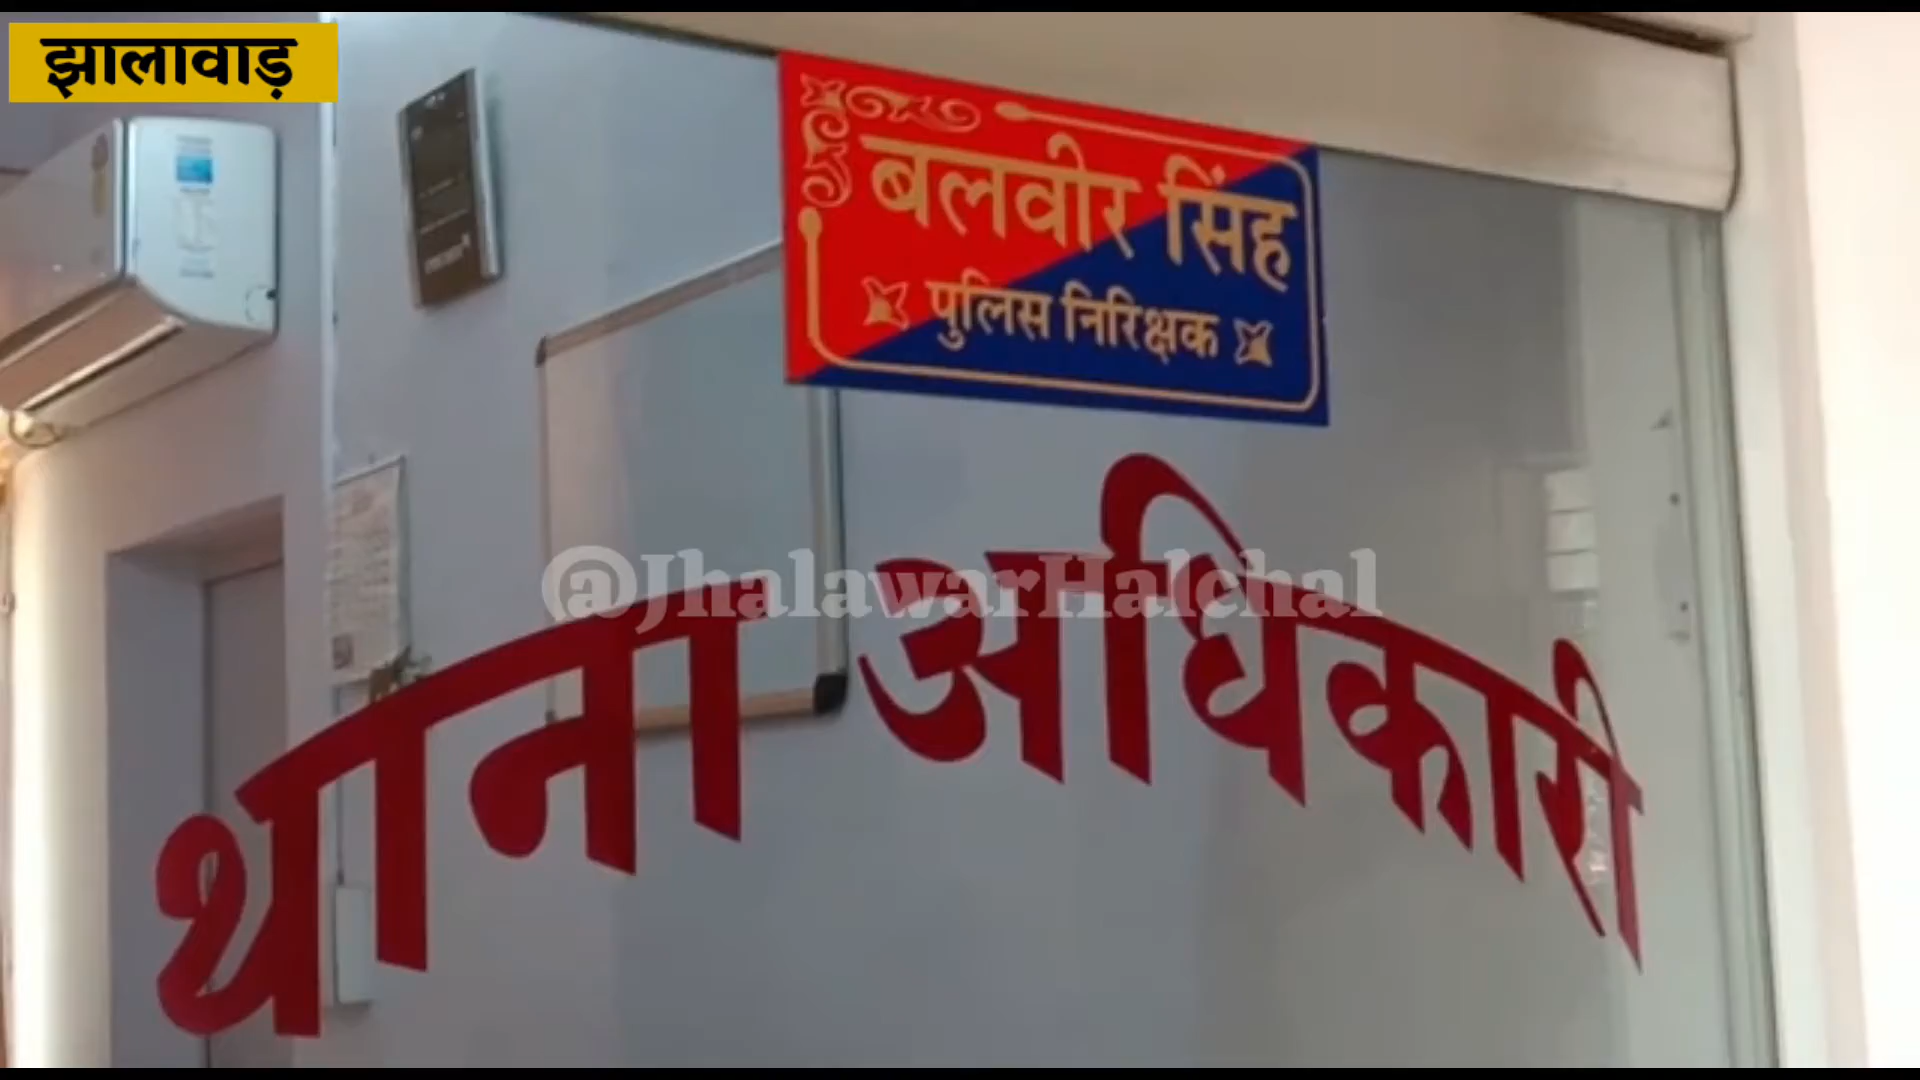 झालावाड़
बलवीर सिंह
पुलिस निरिक्षक
@JhalawarHalchal
थाना अधिकारी